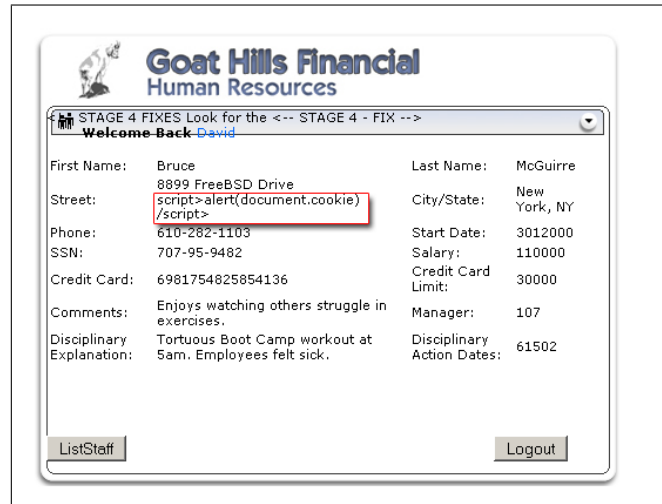 Goat Hills Financial
Human Resources
< STAGE 4 FIXES Look for the <-- STAGE 4 - FIX -->
Welcome Back David
First Name: Bruce Last Name: McGuirre
Street: 8899 FreeBSD Drive
script>alert(document.cookie)
/script> City/State: New
York, NY
Phone: 610-282-1103 Start Date: 3012000
SSN: 707-95-9482 Salary: 110000
Credit Card: 6981754825854136 Credit Card
Limit: 30000
Comments: Enjoys watching others struggle in
exercises. Manager: 107
Disciplinary
Explanation: Tortuous Boot Camp workout at
5am. Employees felt sick. Disciplinary
Action Dates: 61502
ListStaff Logout